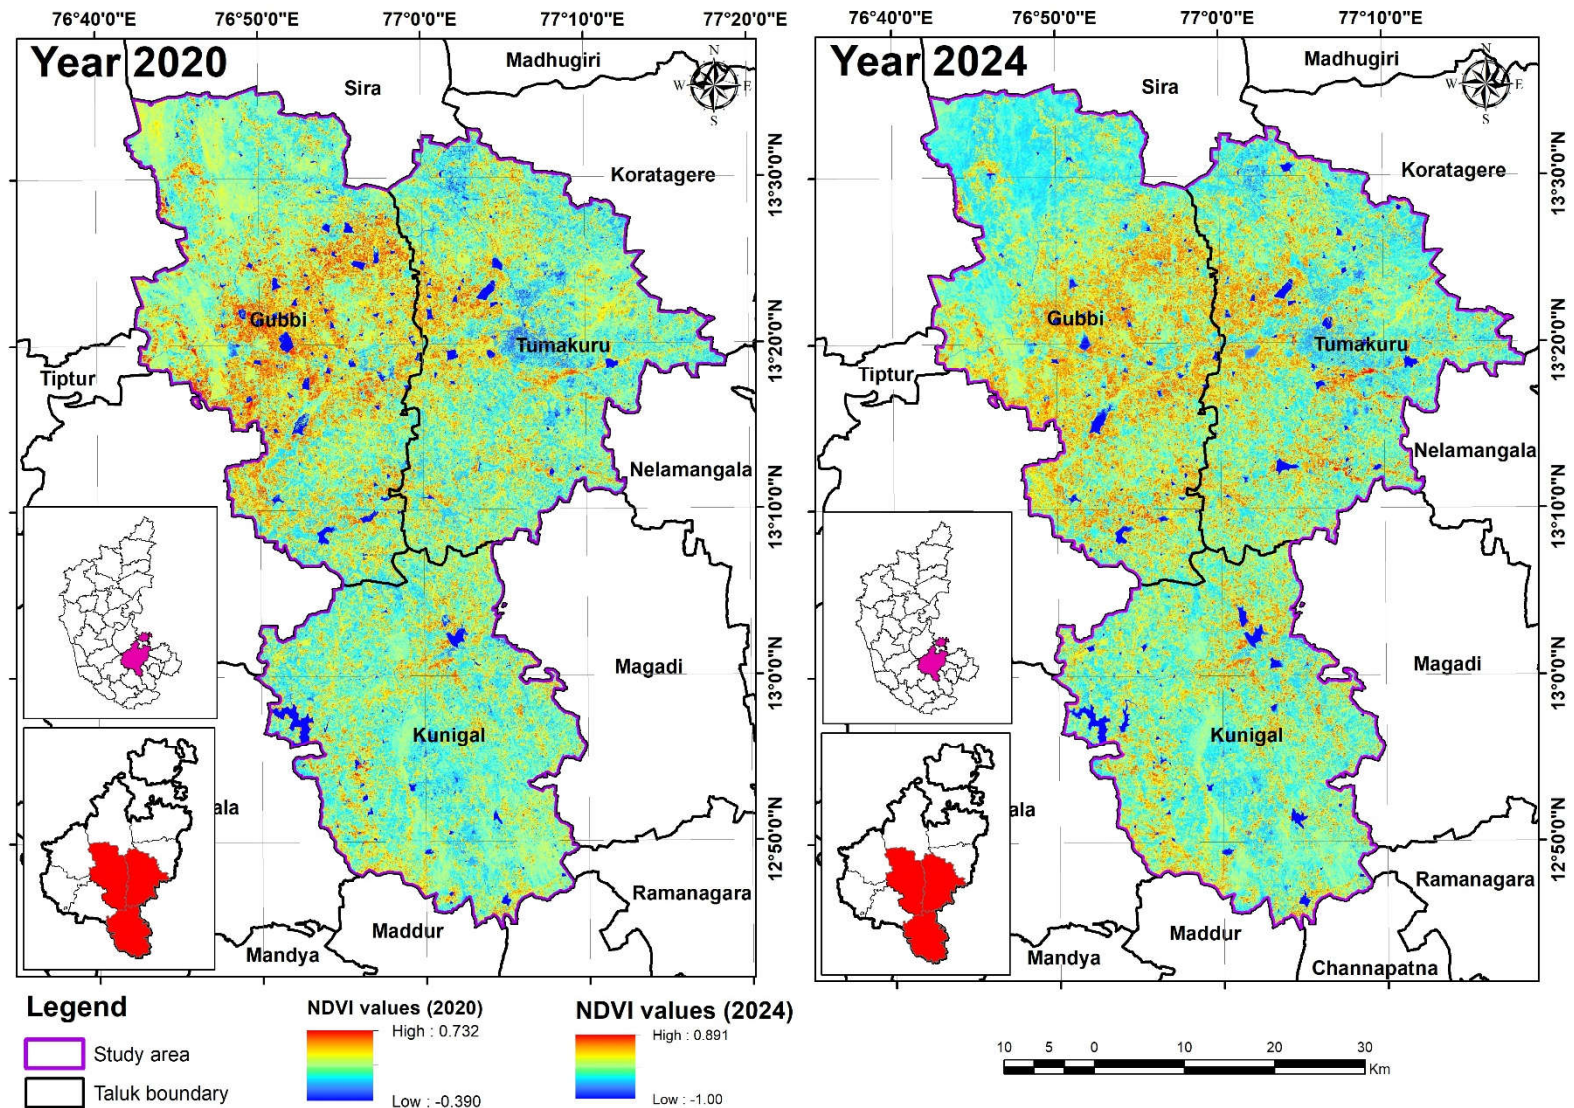 76°40'0"E 76°50'0"E 77°0'0"E 77°10'0"E 77°20'0"E
Year 2020
N
W E
S
Madhugiri
Sira
Koratagere
Gubbi
Tumakuru
Tiptur
Nelamangala
Magadi
Kunigal
ala
Ramanagara
Maddur
Mandya
13°30'0"N
13°20'0"N
13°10'0"N
13°0'0"N
12°50'0"N
76°40'0"E 76°50'0"E 77°0'0"E 77°10'0"E
Year 2024
N
W E
S
Madhugiri
Sira
Koratagere
Gubbi
Tumakuru
Tiptur
Nelamangala
Magadi
Kunigal
ala
Ramanagara
Maddur
Mandya
Channapatna
13°30'0"N
13°20'0"N
13°10'0"N
13°0'0"N
12°50'0"N
Legend
Study area
Taluk boundary
NDVI values (2020)
High : 0.732
Low : -0.390
NDVI values (2024)
High : 0.891
Low : -1.00
10 5 0 10 20 30
Km